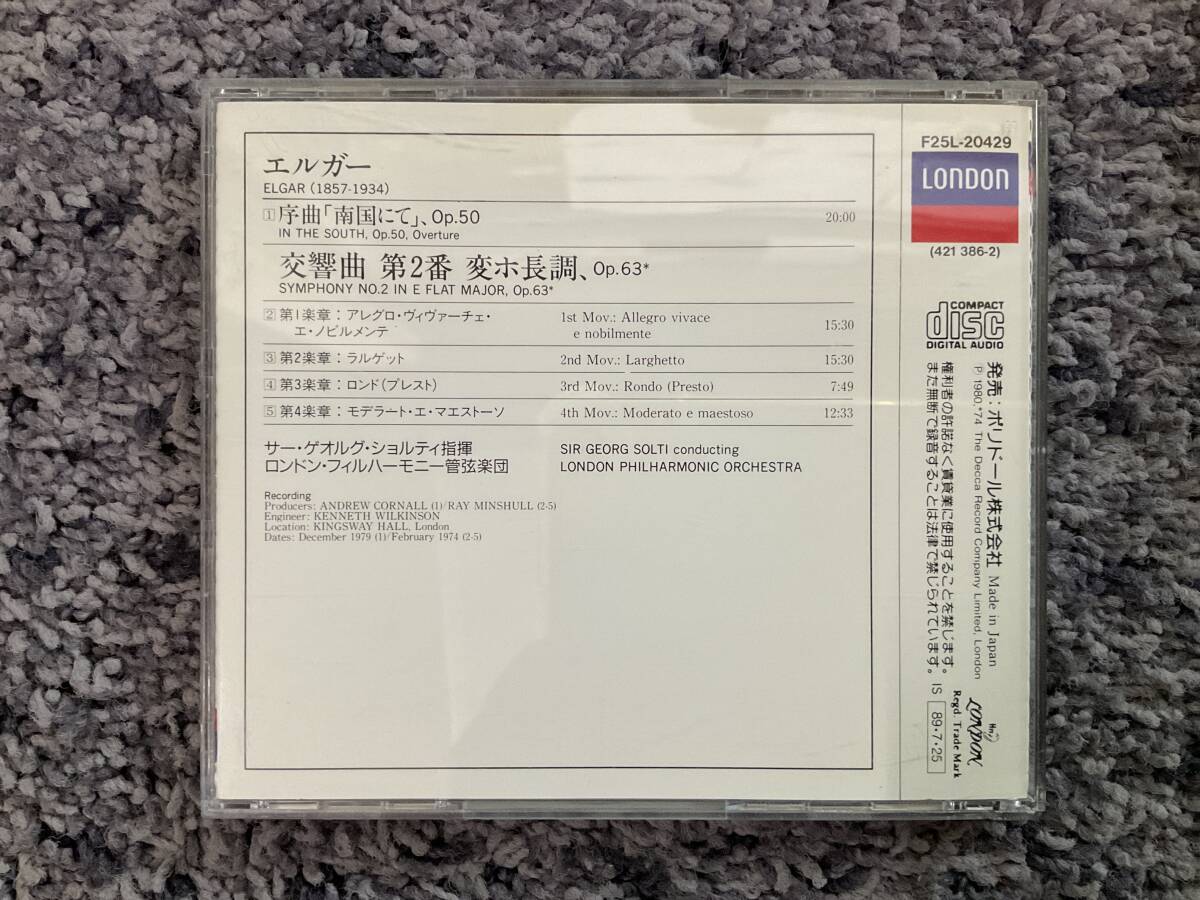 エルガー
ELGAR (1857-1934)
1 序曲「南国にて」、Op.50 20:00
IN THE SOUTH, Op.50, Overture
交響曲 第2番 変ホ長調、Op.63*
SYMPHONY NO.2 IN E FLAT MAJOR, Op.63*
2 第1楽章：アレグロ・ヴィヴァーチェ・ 1st Mov.: Allegro vivace
エ・ノビルメンテ e nobilmente 15:30
3 第2楽章：ラルゲット 2nd Mov.: Larghetto 15:30
4 第3楽章：ロンド（プレスト） 3rd Mov.: Rondo (Presto) 7:49
5 第4楽章：モデラート・エ・マエストーソ 4th Mov.: Moderato e maestoso 12:33
サー・ゲオルグ・ショルティ指揮 SIR GEORG SOLTI conducting
ロンドン・フィルハーモニー管弦楽団 LONDON PHILHARMONIC ORCHESTRA
Recording
Producers: ANDREW CORNALL (1)/RAY MINSHULL (2-5)
Engineer: KENNETH WILKINSON
Location: KINGSWAY HALL, London
Dates: December 1979 (1)/February 1974 (2-5)
F25L-20429
LONDON
(421 386-2)
COMPACT
disc
DIGITAL AUDIO
発売：ポリドール株式会社 Made in Japan
℗ 1980,*74 The Decca Record Company Limited, London
権利者の許諾なく賃貸業に使用することを禁じます。
また無断で録音することは法律で禁じられています。 IS 89・7・25
LONDON
Regd. Trade Mark